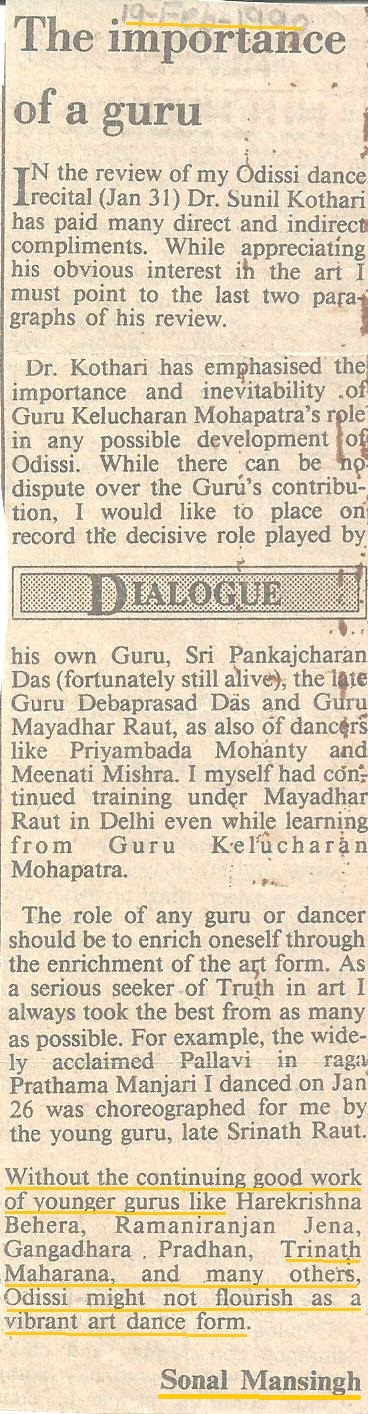 The importance
of a guru
IN the review of my Odissi dance
recital (Jan 31) Dr. Sunil Kothari
has paid many direct and indirect
compliments. While appreciating
his obvious interest in the art I
must point to the last two para-
graphs of his review.
Dr. Kothari has emphasised the
importance and inevitability of
Guru Kelucharan Mohapatra's role
in any possible development of
Odissi. While there can be no
dispute over the Guru's contribu-
tion, I would like to place on
record the decisive role played by
DIALOGUE
his own Guru, Sri Pankajcharan
Das (fortunately still alive), the late
Guru Debaprasad Das and Guru
Mayadhar Raut, as also of dancers
like Priyambada Mohanty and
Meenati Mishra. I myself had con-
tinued training under Mayadhar
Raut in Delhi even while learning
from Guru Kelucharan
Mohapatra.
The role of any guru or dancer
should be to enrich oneself through
the enrichment of the art form. As
a serious seeker of Truth in art I
always took the best from as many
as possible. For example, the wide-
ly acclaimed Pallavi in raga
Prathama Manjari I danced on Jan
26 was choreographed for me by
the young guru, late Srinath Raut.
Without the continuing good work
of younger gurus like Harekrishna
Behera, Ramaniranjan Jena,
Gangadhara Pradhan, Trinath
Maharana, and many others,
Odissi might not flourish as a
vibrant art dance form.
Sonal Mansingh